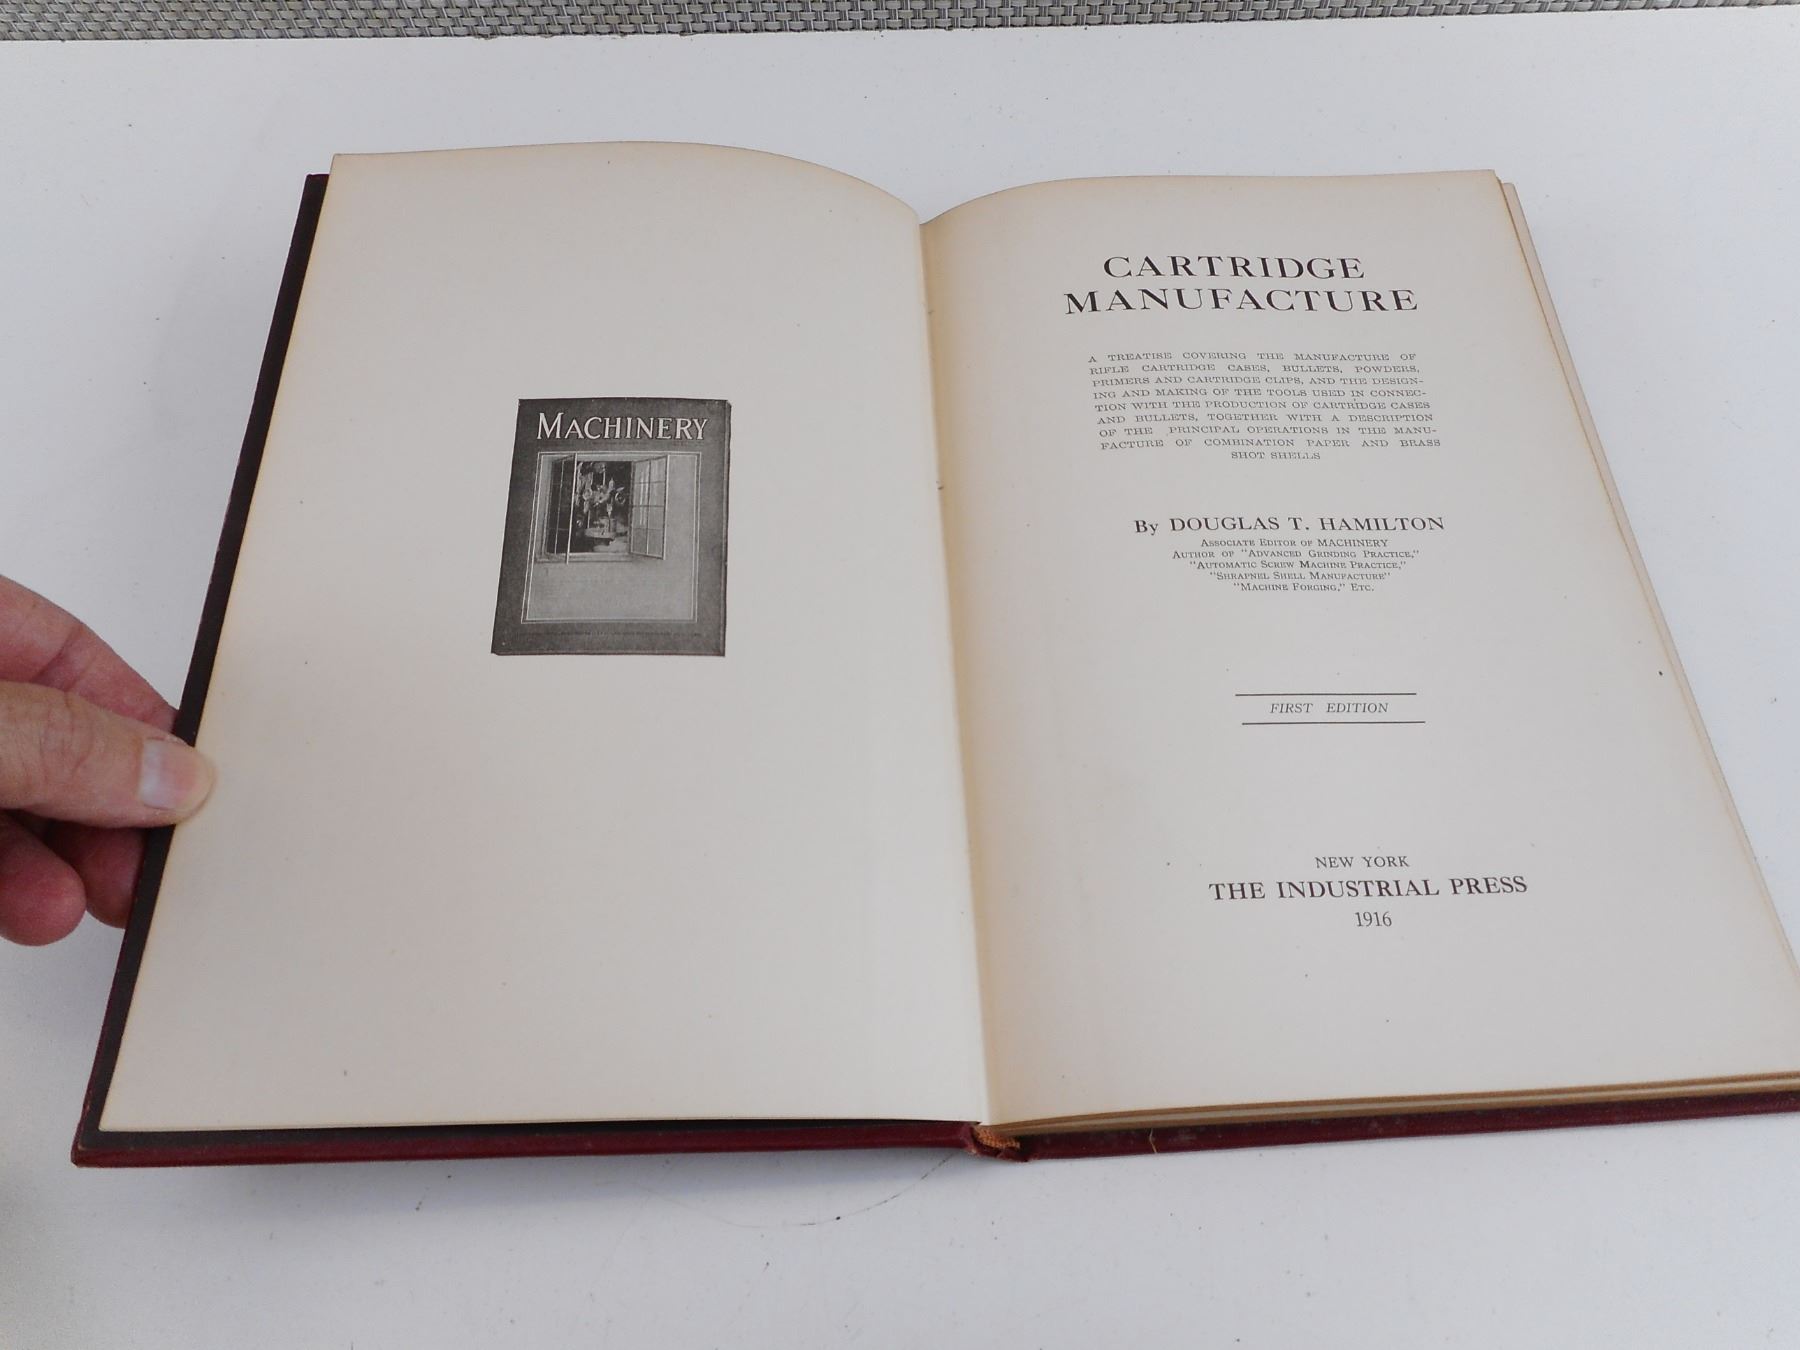 MACHINERY
CARTRIDGE
MANUFACTURE
A TREATISE COVERING THE MANUFACTURE OF
RIFLE CARTRIDGE CASES, BULLETS, POWDERS,
PRIMERS AND CARTRIDGE CLIPS, AND THE DESIGN-
ING AND MAKING OF THE TOOLS USED IN CONNEC-
TION WITH THE PRODUCTION OF CARTRIDGE CASES
AND BULLETS, TOGETHER WITH A DESCRIPTION
OF THE PRINCIPAL OPERATIONS IN THE MANU-
FACTURE OF COMBINATION PAPER AND BRASS
SHOT SHELLS
By DOUGLAS T. HAMILTON
ASSOCIATE EDITOR OF MACHINERY
AUTHOR OF "ADVANCED GRINDING PRACTICE,"
"AUTOMATIC SCREW MACHINE PRACTICE,"
"SHRAPNEL SHELL MANUFACTURE"
"MACHINE FORGING," ETC.
FIRST EDITION
NEW YORK
THE INDUSTRIAL PRESS
1916